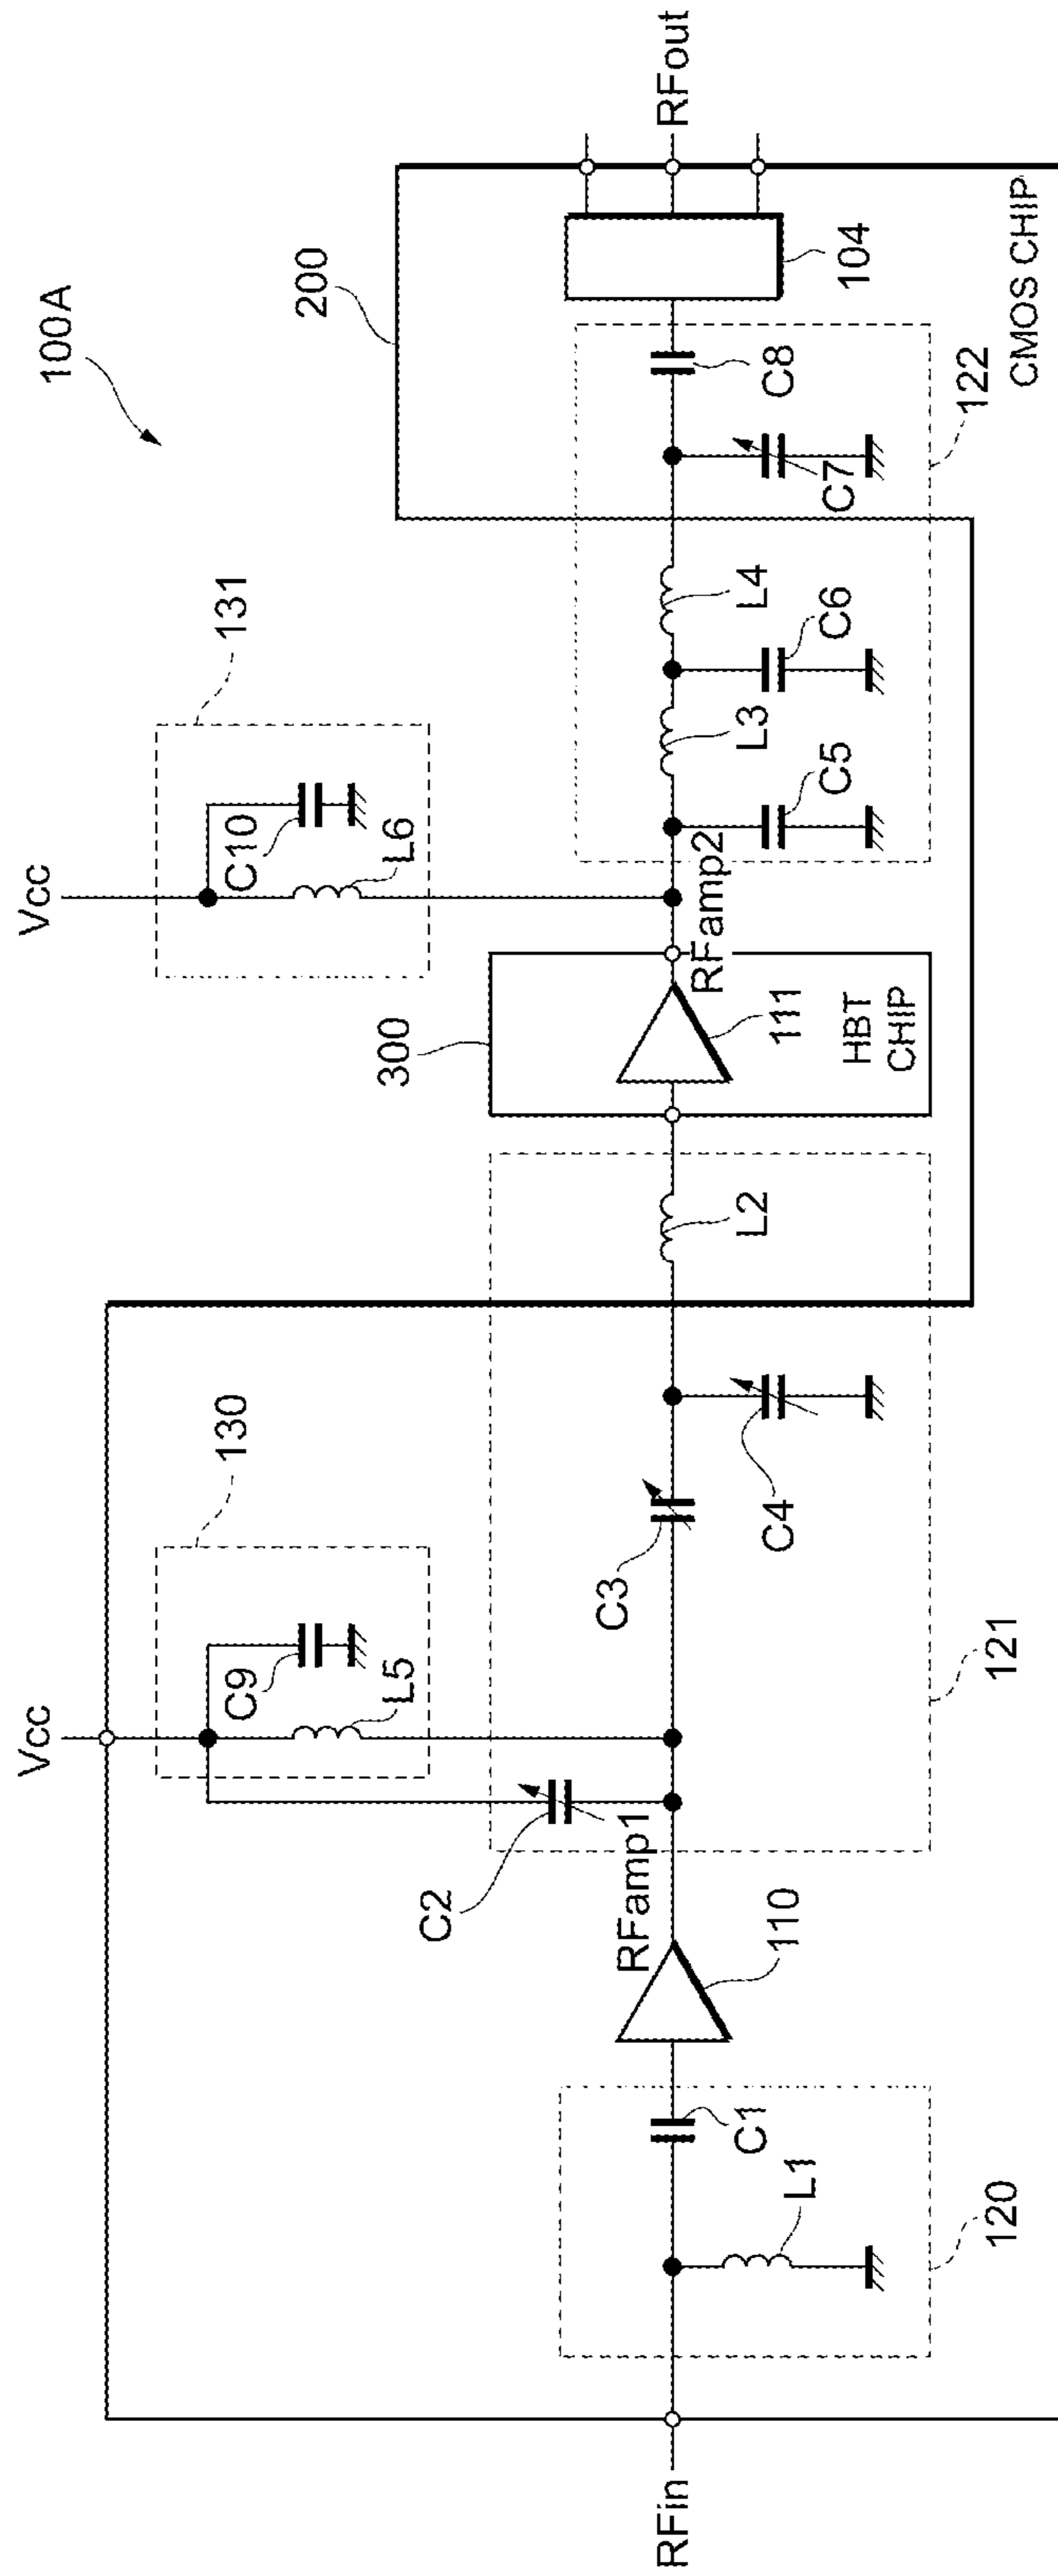 100A
Vcc
130
C9
L5
C2
RFamp1
110
RFin
C1
L1
120
C3
C4
121
L2
300
111
HBT
CHIP
Vcc
131
C10
L6
RFamp2
C5
L3
C6
L4
200
C7
C8
122
104
RFout
CMOS CHIP